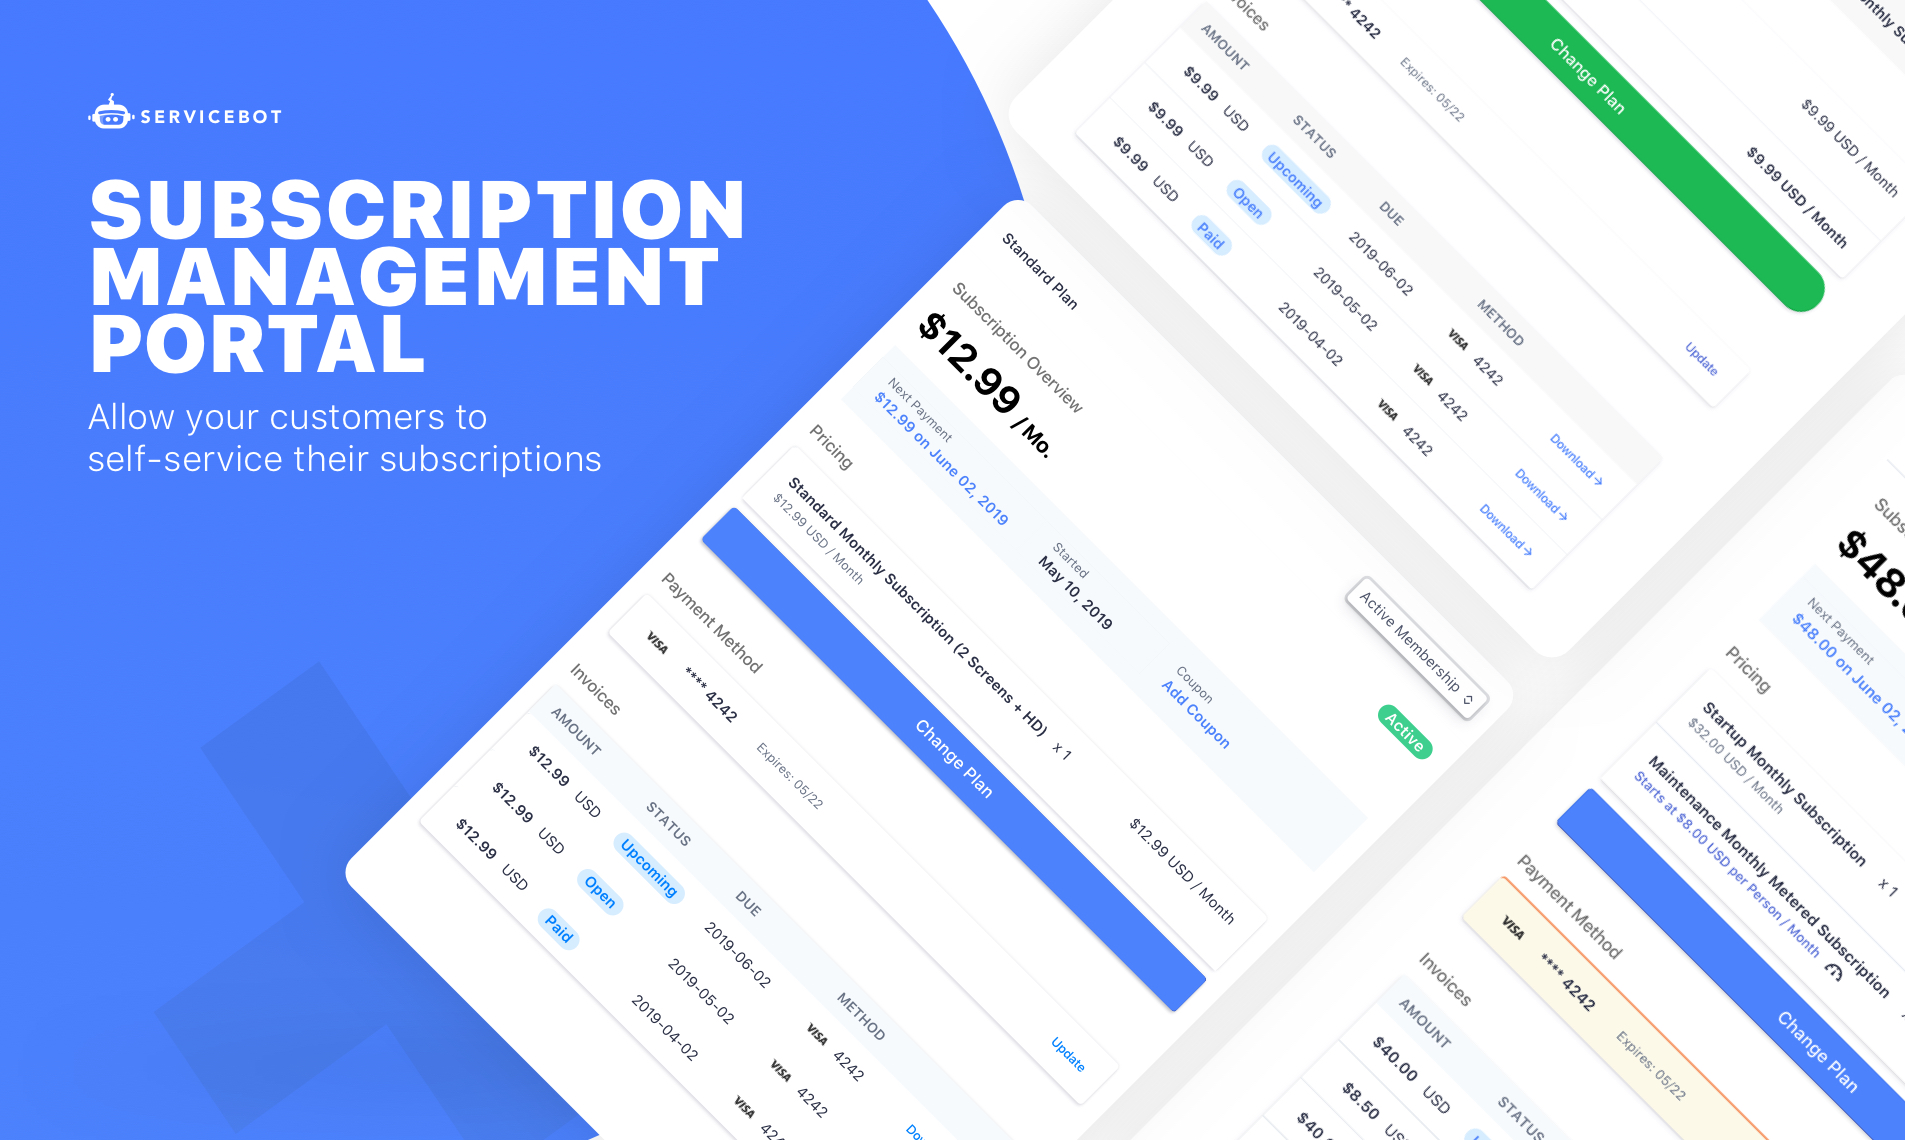 SERVICEBOT
SUBSCRIPTION
MANAGEMENT
PORTAL
Allow your customers to
self-service their subscriptions
Standard Plan
Active Membership
Subscription Overview
Active
$12.99 /Mo.
Next Payment
$12.99 on June 02, 2019
Started
May 10, 2019
Coupon
Add Coupon
Pricing
Standard Monthly Subscription (2 Screens + HD) x 1
$12.99 USD / Month
$12.99 USD / Month
Change Plan
Payment Method
VISA **** 4242 Expires: 05/22 Update
Invoices
AMOUNT STATUS DUE METHOD
$12.99 USD Upcoming 2019-06-02 VISA 4242
$12.99 USD Open 2019-05-02 VISA 4242
$12.99 USD Paid 2019-04-02 VISA
$9.99 USD / Month
$9.99 USD / Month
Change Plan
4242 Expires: 05/22 Update
AMOUNT STATUS DUE METHOD
$9.99 USD Upcoming 2019-06-02 VISA 4242 Download →
$9.99 USD Open 2019-05-02 VISA 4242 Download →
$9.99 USD Paid 2019-04-02 VISA 4242 Download →
Next Payment
$48.00 on June 02,
Pricing
Startup Monthly Subscription x 1
$32.00 USD / Month
Maintenance Monthly Metered Subscription
Starts at $8.00 USD per Person / Month
Change Plan
Payment Method
VISA **** 4242 Expires: 05/22
Invoices
AMOUNT STATUS
$40.00 USD
$8.50 USD